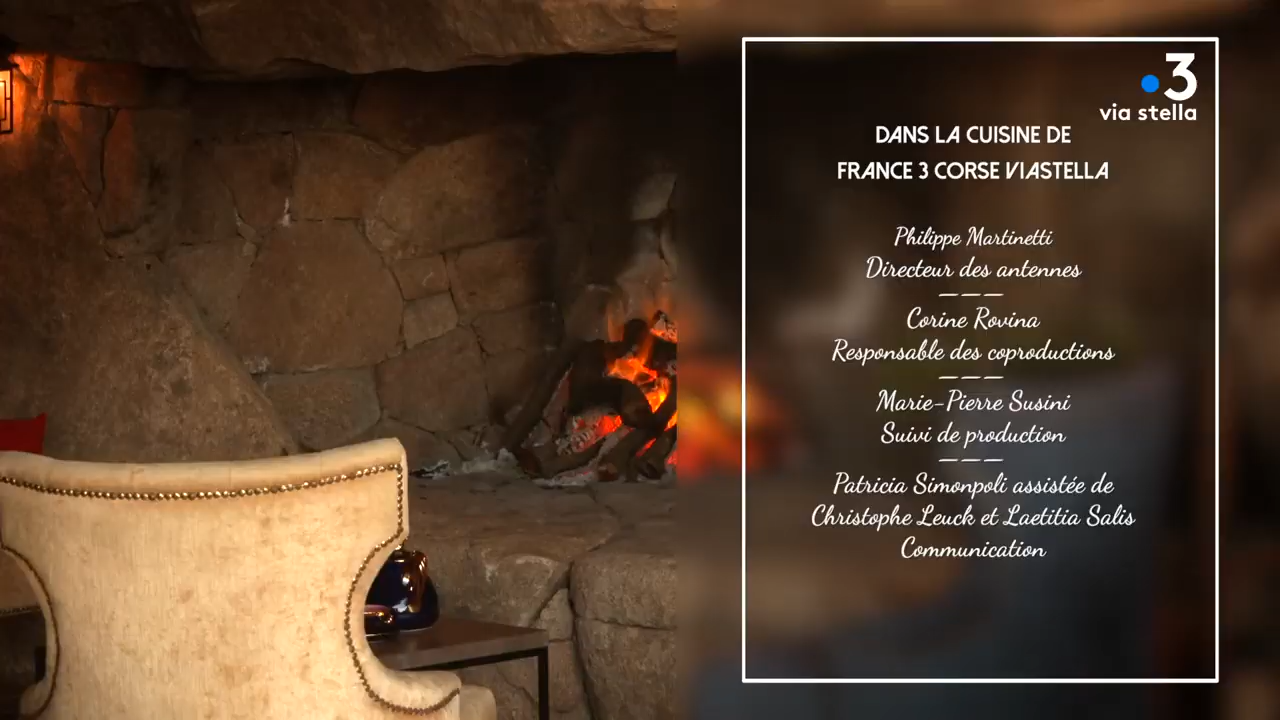 3
via stella
DANS LA CUISINE DE
FRANCE 3 CORSE VIASTELLA
Philippe Martinetti
Directeur des antennes
Corine Rovina
Responsable des coproductions
Marie-Pierre Susini
Suivi de production
Patricia Simonpoli assistée de
Christophe Leuck et Laetitia Salis
Communication